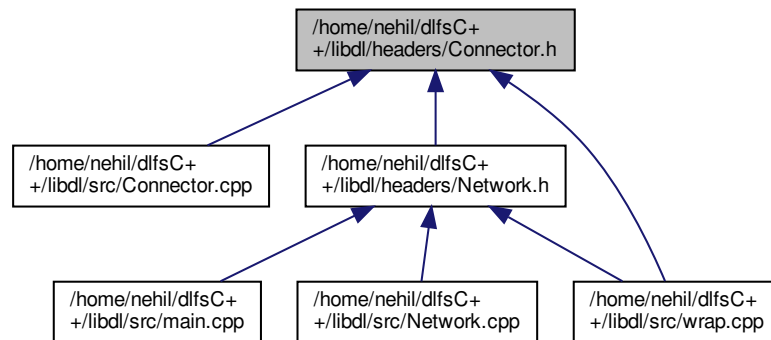 /home/nehil/dlfsC+
+/libdl/headers/Connector.h
/home/nehil/dlfsC+
+/libdl/src/Connector.cpp
/home/nehil/dlfsC+
+/libdl/headers/Network.h
/home/nehil/dlfsC+
+/libdl/src/main.cpp
/home/nehil/dlfsC+
+/libdl/src/Network.cpp
/home/nehil/dlfsC+
+/libdl/src/wrap.cpp